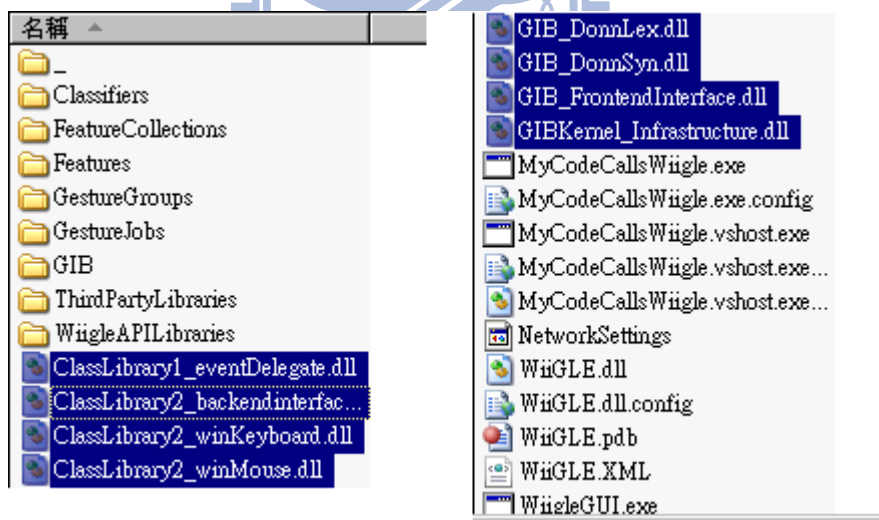 名稱
_
Classifiers
FeatureCollections
Features
GestureGroups
GestureJobs
GIB
ThirdPartyLibraries
WiigleAPILibraries
ClassLibrary1_eventDelegate.dll
ClassLibrary2_backendinterfac...
ClassLibrary2_winKeyboard.dll
ClassLibrary2_winMouse.dll
GIB_DonnLex.dll
GIB_DonnSyn.dll
GIB_FrontendInterface.dll
GIBKernel_Infrastructure.dll
MyCodeCallsWiigle.exe
MyCodeCallsWiigle.exe.config
MyCodeCallsWiigle.vshost.exe
MyCodeCallsWiigle.vshost.exe...
MyCodeCallsWiigle.vshost.exe...
NetworkSettings
WiiGLE.dll
WiiGLE.dll.config
WiiGLE.pdb
WiiGLE.XML
WiigleGUI.exe